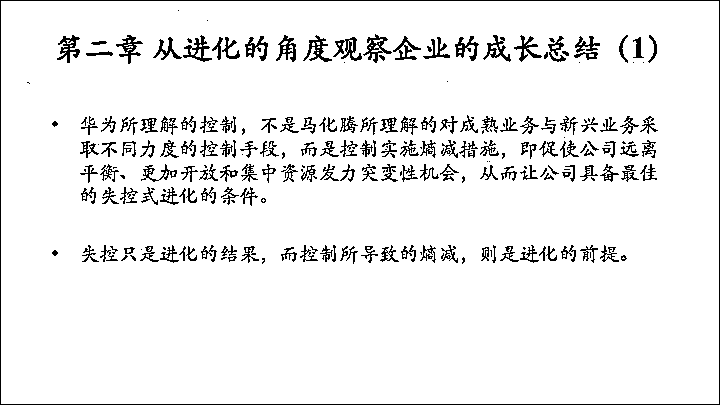 第二章 从进化的角度观察企业的成长总结（1）
• 华为所理解的控制，不是马化腾所理解的对成熟业务与新兴业务采
取不同力度的控制手段，而是控制实施熵减措施，即促使公司远离
平衡、更加开放和集中资源发力突变性机会，从而让公司具备最佳
的失控式进化的条件。
• 失控只是进化的结果，而控制所导致的熵减，则是进化的前提。